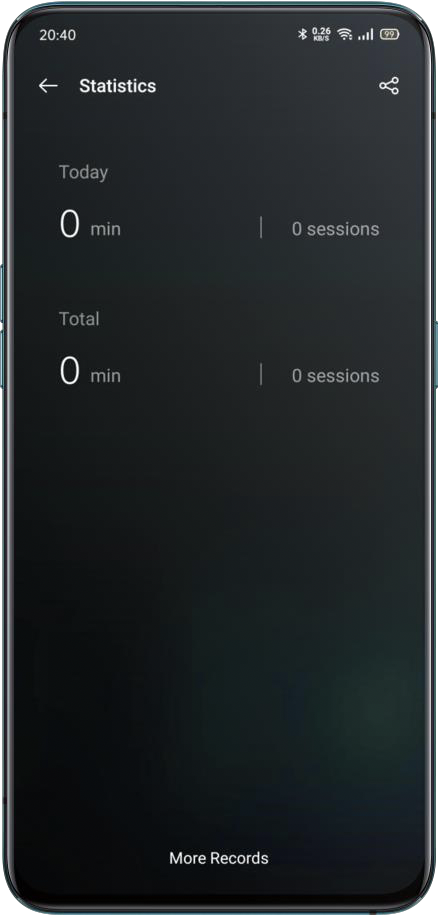 20:40 0.26 KB/S 99
Statistics
Today
0 min | 0 sessions
Total
0 min | 0 sessions
More Records